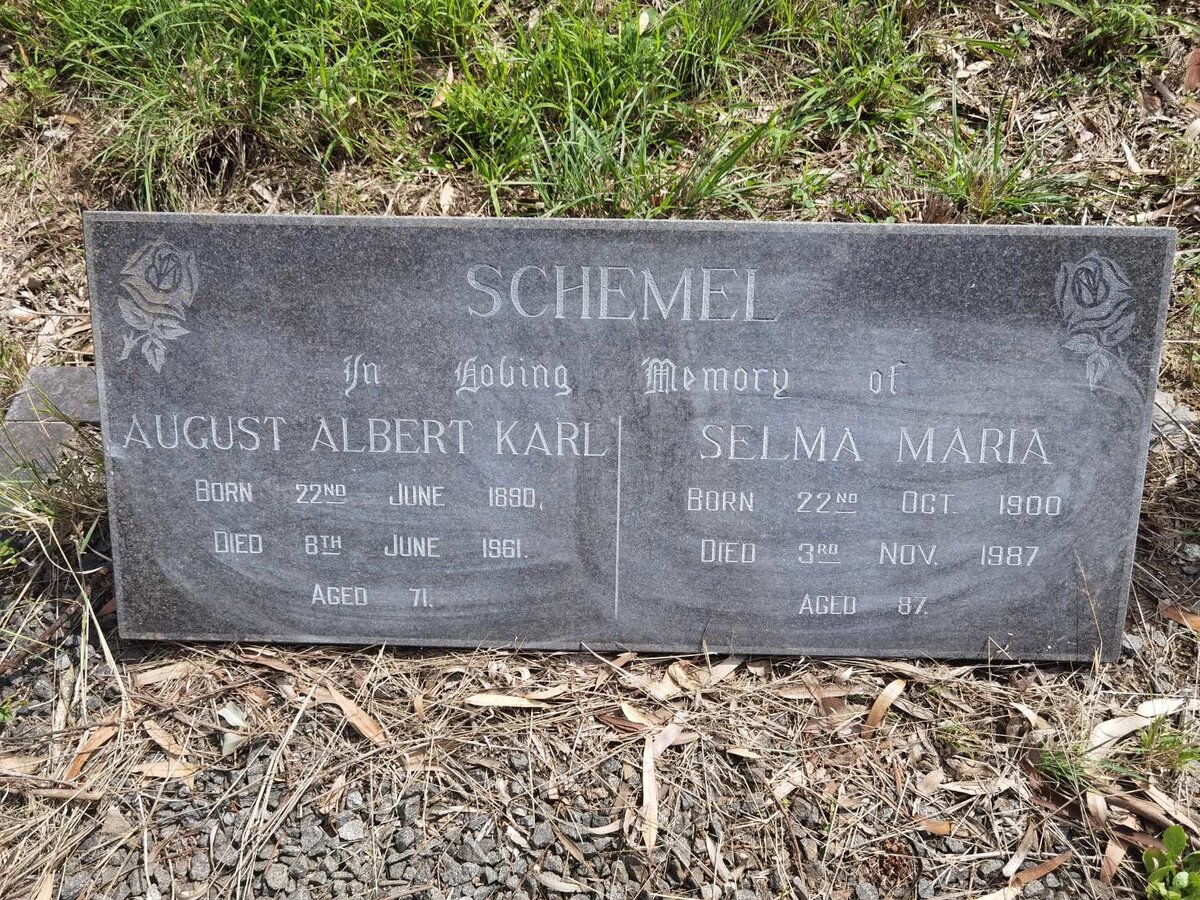 SCHEMEL
In Loving Memory of
AUGUST ALBERT KARL
BORN 22ND JUNE 1890,
DIED 8TH JUNE 1961.
AGED 71.
SELMA MARIA
BORN 22ND OCT. 1900
DIED 3RD NOV. 1987
AGED 87.